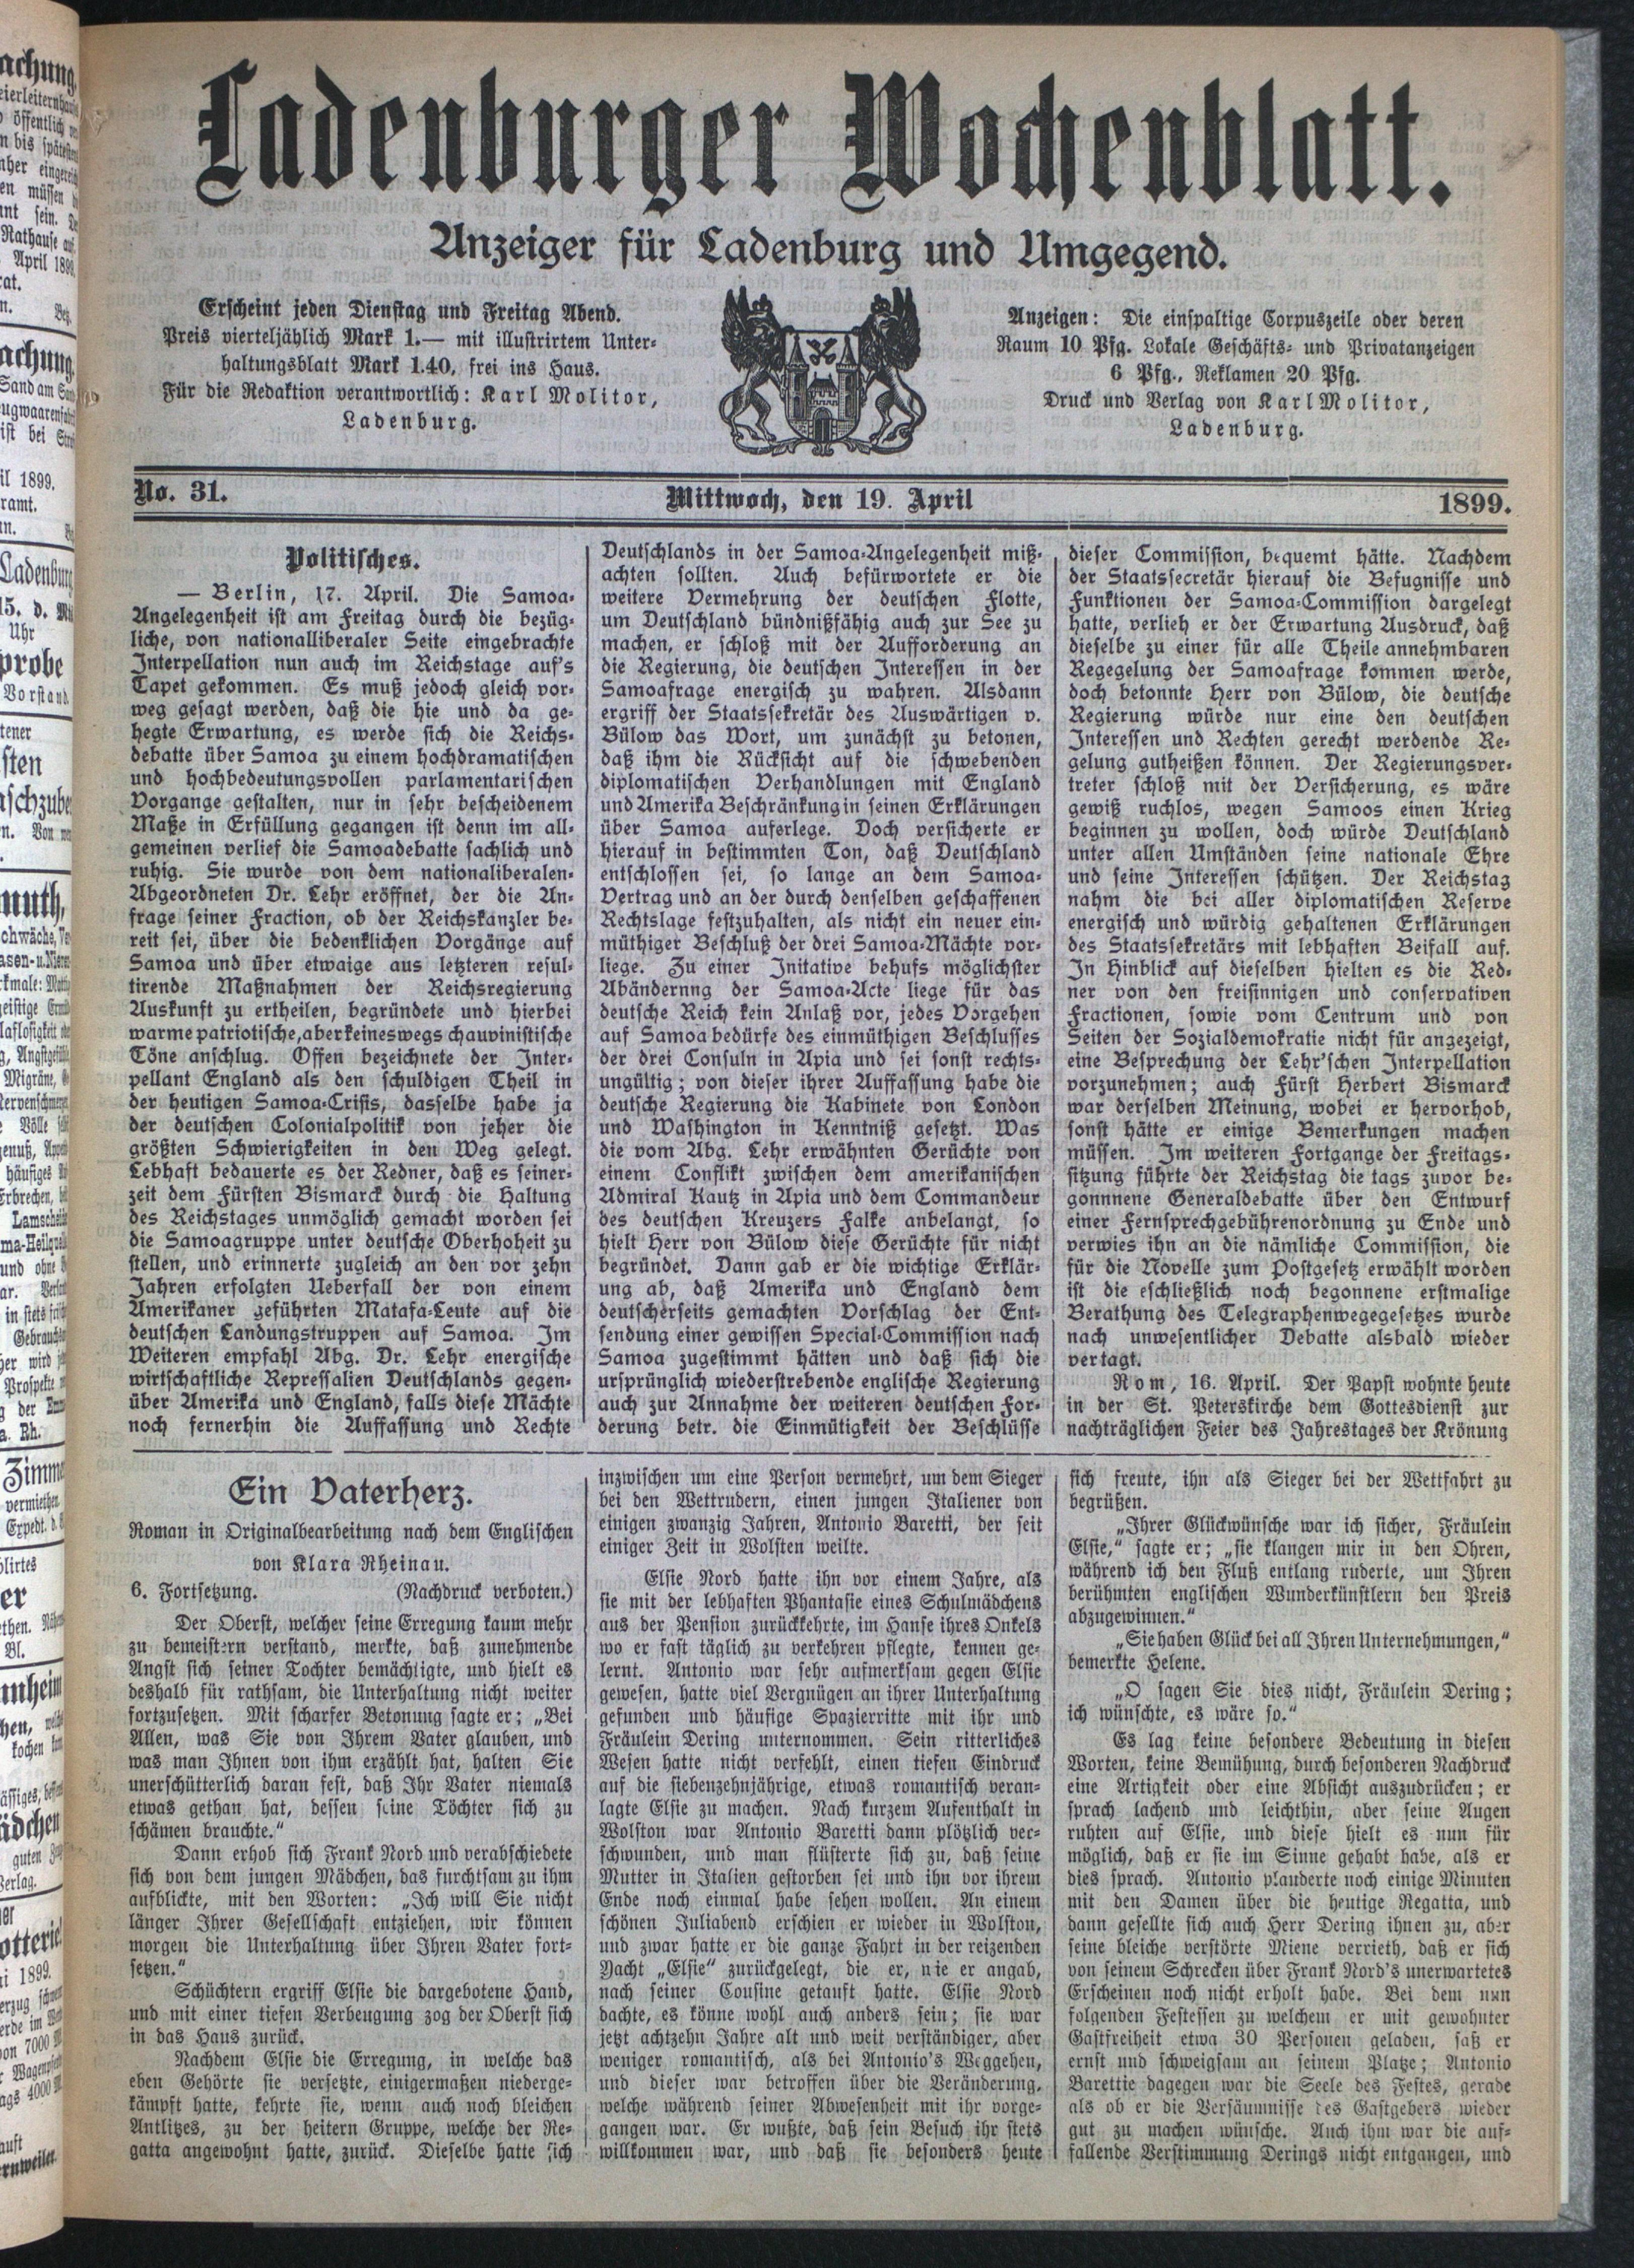 Ladenburger Wochenblatt.
Anzeiger für Ladenburg und Umgegend.
Erscheint jeden Dienstag und Freitag Abend.
Preis vierteljählich Mark 1.— mit illustrirtem Unter-
haltungsblatt Mark 1.40, frei ins Haus.
Für die Redaktion verantwortlich: Karl Molitor,
Ladenburg.
Anzeigen: Die einspaltige Corpuszeile oder deren
Raum 10 Pfg. Lokale Geschäfts- und Privatanzeigen
6 Pfg., Reklamen 20 Pfg.
Druck und Verlag von Karl Molitor,
Ladenburg.
No. 31.
Mittwoch, den 19. April
1899.
Politisches.
— Berlin, 17. April. Die Samoa-
Angelegenheit ist am Freitag durch die bezüg-
liche, von nationalliberaler Seite eingebrachte
Interpellation nun auch im Reichstage auf's
Tapet gekommen. Es muß jedoch gleich vor-
weg gesagt werden, daß die hie und da ge-
hegte Erwartung, es werde sich die Reichs-
debatte über Samoa zu einem hochdramatischen
und hochbedeutungsvollen parlamentarischen
Vorgange gestalten, nur in sehr bescheidenem
Maße in Erfüllung gegangen ist denn im all-
gemeinen verlief die Samoadebatte sachlich und
ruhig. Sie wurde von dem nationaliberalen-
Abgeordneten Dr. Lehr eröffnet, der die An-
frage seiner Fraction, ob der Reichskanzler be-
reit sei, über die bedenklichen Vorgänge auf
Samoa und über etwaige aus letzteren resul-
tirende Maßnahmen der Reichsregierung
Auskunft zu ertheilen, begründete und hierbei
warme patriotische, aber keineswegs chauvinistische
Töne anschlug. Offen bezeichnete der Inter-
pellant England als den schuldigen Theil in
der heutigen Samoa-Crisis, dasselbe habe ja
der deutschen Colonialpolitik von jeher die
größten Schwierigkeiten in den Weg gelegt.
Lebhaft bedauerte es der Redner, daß es seiner-
zeit dem Fürsten Bismarck durch die Haltung
des Reichstages unmöglich gemacht worden sei
die Samoagruppe unter deutsche Oberhoheit zu
stellen, und erinnerte zugleich an den vor zehn
Jahren erfolgten Ueberfall der von einem
Amerikaner geführten Matafa-Leute auf die
deutschen Landungstruppen auf Samoa. Im
Weiteren empfahl Abg. Dr. Lehr energische
wirtschaftliche Repressalien Deutschlands gegen-
über Amerika und England, falls diese Mächte
noch fernerhin die Auffassung und Rechte
Deutschlands in der Samoa-Angelegenheit miß-
achten sollten. Auch befürwortete er die
weitere Vermehrung der deutschen Flotte,
um Deutschland bündnißfähig auch zur See zu
machen, er schloß mit der Aufforderung an
die Regierung, die deutschen Interessen in der
Samoafrage energisch zu wahren. Alsdann
ergriff der Staatssekretär des Auswärtigen v.
Bülow das Wort, um zunächst zu betonen,
daß ihm die Rücksicht auf die schwebenden
diplomatischen Verhandlungen mit England
und Amerika Beschränkung in seinen Erklärungen
über Samoa auferlege. Doch versicherte er
hierauf in bestimmten Ton, daß Deutschland
entschlossen sei, so lange an dem Samoa-
Vertrag und an der durch denselben geschaffenen
Rechtslage festzuhalten, als nicht ein neuer ein-
müthiger Beschluß der drei Samoa-Mächte vor-
liege. Zu einer Initative behufs möglichster
Abändernng der Samoa-Acte liege für das
deutsche Reich kein Anlaß vor, jedes Vorgehen
auf Samoa bedürfe des einmüthigen Beschlusses
der drei Consuln in Apia und sei sonst rechts-
ungültig; von dieser ihrer Auffassung habe die
deutsche Regierung die Kabinete von London
und Washington in Kenntniß gesetzt. Was
die vom Abg. Lehr erwähnten Gerüchte von
einem Conflikt zwischen dem amerikanischen
Admiral Kautz in Apia und dem Commandeur
des deutschen Kreuzers Falke anbelangt, so
hielt Herr von Bülow diese Gerüchte für nicht
begründet. Dann gab er die wichtige Erklär-
ung ab, daß Amerika und England dem
deutscherseits gemachten Vorschlag der Ent-
sendung einer gewissen Special-Commission nach
Samoa zugestimmt hätten und daß sich die
ursprünglich wiederstrebende englische Regierung
auch zur Annahme der weiteren deutschen For-
derung betr. die Einmütigkeit der Beschlüsse
dieser Commission, bequemt hätte. Nachdem
der Staatssecretär hierauf die Befugnisse und
Funktionen der Samoa-Commission dargelegt
hatte, verlieh er der Erwartung Ausdruck, daß
dieselbe zu einer für alle Theile annehmbaren
Regegelung der Samoafrage kommen werde,
doch betonnte Herr von Bülow, die deutsche
Regierung würde nur eine den deutschen
Interessen und Rechten gerecht werdende Re-
gelung gutheißen können. Der Regierungsver-
treter schloß mit der Versicherung, es wäre
gewiß ruchlos, wegen Samoos einen Krieg
beginnen zu wollen, doch würde Deutschland
unter allen Umständen seine nationale Ehre
und seine Interessen schützen. Der Reichstag
nahm die bei aller diplomatischen Reserve
energisch und würdig gehaltenen Erklärungen
des Staatssekretärs mit lebhaften Beifall auf.
In Hinblick auf dieselben hielten es die Red-
ner von den freisinnigen und conservativen
Fractionen, sowie vom Centrum und von
Seiten der Sozialdemokratie nicht für angezeigt,
eine Besprechung der Lehr'schen Interpellation
vorzunehmen; auch Fürst Herbert Bismarck
war derselben Meinung, wobei er hervorhob,
sonst hätte er einige Bemerkungen machen
müssen. Im weiteren Fortgange der Freitags-
sitzung führte der Reichstag die tags zuvor be-
gonnnene Generaldebatte über den Entwurf
einer Fernsprechgebührenordnung zu Ende und
verwies ihn an die nämliche Commission, die
für die Novelle zum Postgesetz erwählt worden
ist die eschließlich noch begonnene erstmalige
Berathung des Telegraphenwegegesetzes wurde
nach unwesentlicher Debatte alsbald wieder
vertagt.
Rom, 16. April. Der Papst wohnte heute
in der St. Peterskirche dem Gottesdienst zur
nachträglichen Feier des Jahrestages der Krönung
Ein Vaterherz.
Roman in Originalbearbeitung nach dem Englischen
von Klara Rheinau.
6. Fortsetzung. (Nachdruck verboten.)
Der Oberst, welcher seine Erregung kaum mehr
zu bemeistern verstand, merkte, daß zunehmende
Angst sich seiner Tochter bemächtigte, und hielt es
deshalb für rathsam, die Unterhaltung nicht weiter
fortzusetzen. Mit scharfer Betonung sagte er; „Bei
Allen, was Sie von Ihrem Vater glauben, und
was man Ihnen von ihm erzählt hat, halten Sie
unerschütterlich daran fest, daß Ihr Vater niemals
etwas gethan hat, dessen seine Töchter sich zu
schämen brauchte.“
Dann erhob sich Frank Nord und verabschiedete
sich von dem jungen Mädchen, das furchtsam zu ihm
aufblickte, mit den Worten: „Ich will Sie nicht
länger Ihrer Gesellschaft entziehen, wir können
morgen die Unterhaltung über Ihren Vater fort-
setzen.“
Schüchtern ergriff Elsie die dargebotene Hand,
und mit einer tiefen Verbeugung zog der Oberst sich
in das Haus zurück.
Nachdem Elsie die Erregung, in welche das
eben Gehörte sie versetzte, einigermaßen niederge-
kämpft hatte, kehrte sie, wenn auch noch bleichen
Antlitzes, zu der heitern Gruppe, welche der Re-
gatta angewohnt hatte, zurück. Dieselbe hatte sich
inzwischen um eine Person vermehrt, um dem Sieger
bei den Wettrudern, einen jungen Italiener von
einigen zwanzig Jahren, Antonio Baretti, der seit
einiger Zeit in Wolsten weilte.
Elsie Nord hatte ihn vor einem Jahre, als
sie mit der lebhaften Phantasie eines Schulmädchens
aus der Pension zurückkehrte, im Hause ihres Onkels
wo er fast täglich zu verkehren pflegte, kennen ge-
lernt. Antonio war sehr aufmerksam gegen Elsie
gewesen, hatte viel Vergnügen an ihrer Unterhaltung
gefunden und häufige Spazierritte mit ihr und
Fräulein Dering unternommen. Sein ritterliches
Wesen hatte nicht verfehlt, einen tiefen Eindruck
auf die siebenzehnjährige, etwas romantisch veran-
lagte Elsie zu machen. Nach kurzem Aufenthalt in
Wolston war Antonio Baretti dann plötzlich ver-
schwunden, und man flüsterte sich zu, daß seine
Mutter in Italien gestorben sei und ihn vor ihrem
Ende noch einmal habe sehen wollen. An einem
schönen Juliabend erschien er wieder in Wolston,
und zwar hatte er die ganze Fahrt in der reizenden
Yacht „Elsie“ zurückgelegt, die er, nie er angab,
nach seiner Cousine getauft hatte. Elsie Nord
dachte, es könne wohl auch anders sein; sie war
jetzt achtzehn Jahre alt und weit verständiger, aber
weniger romantisch, als bei Antonio's Weggehen,
und dieser war betroffen über die Veränderung,
welche während seiner Abwesenheit mit ihr vorge-
gangen war. Er wußte, daß sein Besuch ihr stets
willkommen war, und daß sie besonders heute
sich freute, ihn als Sieger bei der Wettfahrt zu
begrüßen.
„Ihrer Glückwünsche war ich sicher, Fräulein
Elsie,“ sagte er; „sie klangen mir in den Ohren,
während ich den Fluß entlang ruderte, um Ihren
berühmten englischen Wunderkünstlern den Preis
abzugewinnen.“
„Sie haben Glück bei all Ihren Unternehmungen,“
bemerkte Helene.
„O sagen Sie dies nicht, Fräulein Dering;
ich wünschte, es wäre so.“
Es lag keine besondere Bedeutung in diesen
Worten, keine Bemühung, durch besonderen Nachdruck
eine Artigkeit oder eine Absicht auszudrücken; er
sprach lachend und leichthin, aber seine Augen
ruhten auf Elsie, und diese hielt es nun für
möglich, daß er sie im Sinne gehabt habe, als er
dies sprach. Antonio plauderte noch einige Minuten
mit den Damen über die heutige Regatta, und
dann gesellte sich auch Herr Dering ihnen zu, aber
seine bleiche verstörte Miene verrieth, daß er sich
von seinem Schrecken über Frank Nord's unerwartetes
Erscheinen noch nicht erholt habe. Bei dem nun
folgenden Festessen zu welchem er mit gewohnter
Gastfreiheit etwa 30 Personen geladen, saß er
ernst und schweigsam an seinem Platze; Antonio
Barettie dagegen war die Seele des Festes, gerade
als ob er die Versäumnisse des Gastgebers wieder
gut zu machen wünsche. Auch ihm war die auf-
fallende Verstimmung Derings nicht entgangen, und